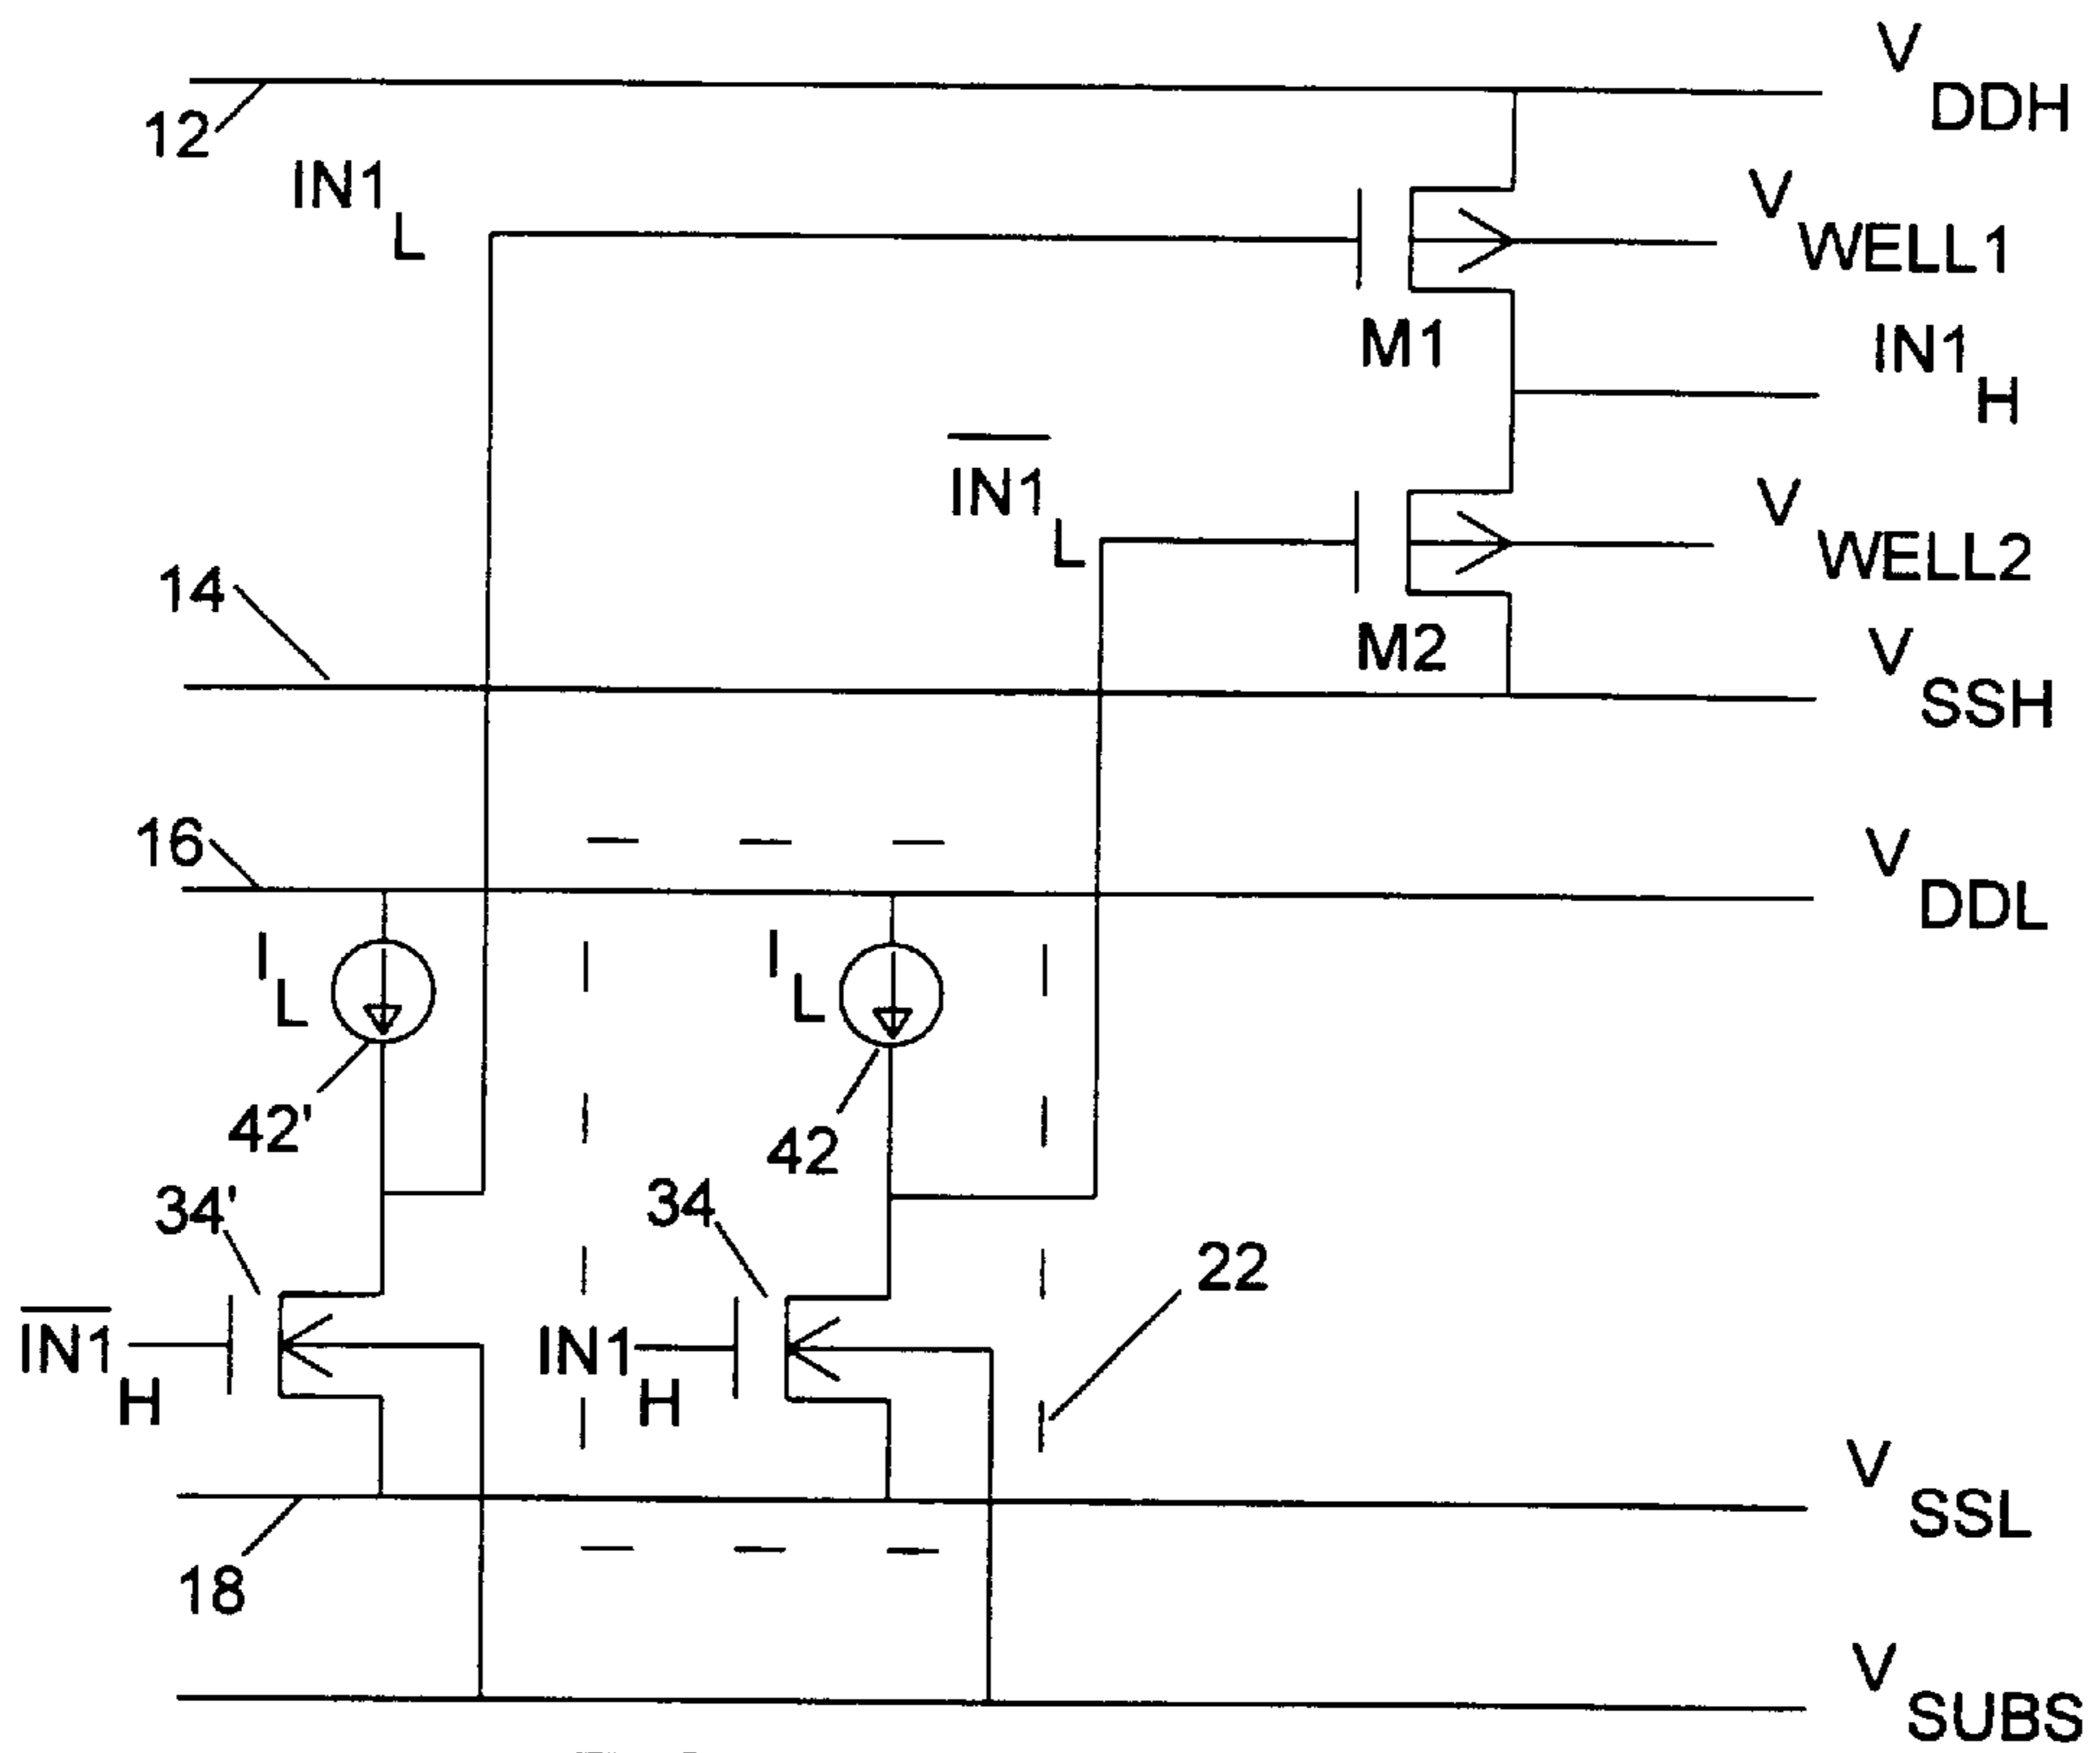 V
DDH
12
IN1
L
V
WELL1
M1
IN1
H
IN1
L
V
WELL2
14
M2
V
SSH
16
V
DDL
I
L
I
L
42'
42
34'
34
22
IN1
H
IN1
H
V
SSL
18
V
SUBS